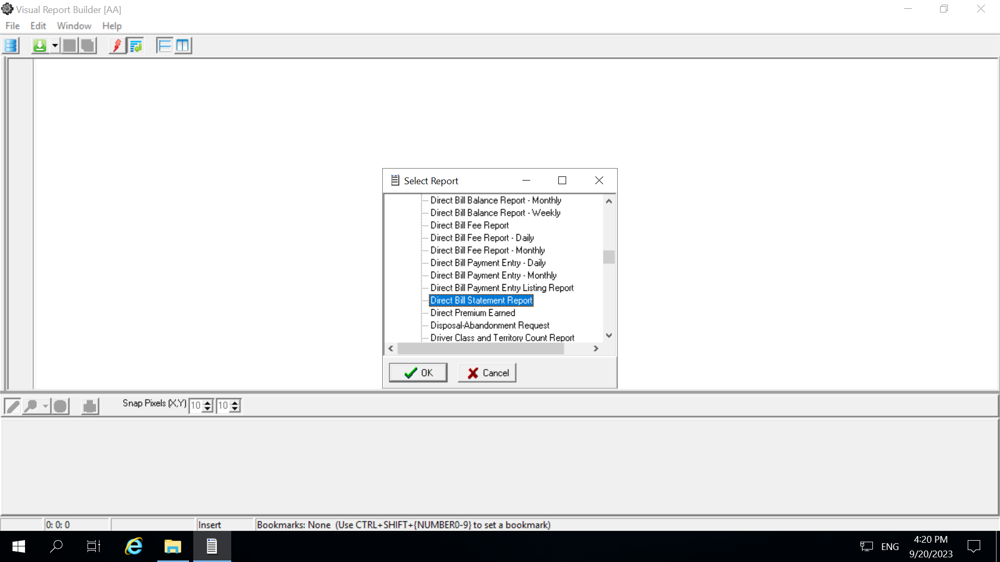 Visual Report Builder [AA]
File Edit Window Help
Select Report
Direct Bill Balance Report - Monthly
Direct Bill Balance Report - Weekly
Direct Bill Fee Report
Direct Bill Fee Report - Daily
Direct Bill Fee Report - Monthly
Direct Bill Payment Entry - Daily
Direct Bill Payment Entry - Monthly
Direct Bill Payment Entry Listing Report
Direct Bill Statement Report
Direct Premium Earned
Disposal-Abandonment Request
Driver Class and Territory Count Report
OK Cancel
Snap Pixels (X,Y) 10 10
0: 0: 0 Insert Bookmarks: None (Use CTRL+SHIFT+{NUMBER0-9} to set a bookmark)
ENG
4:20 PM
9/20/2023